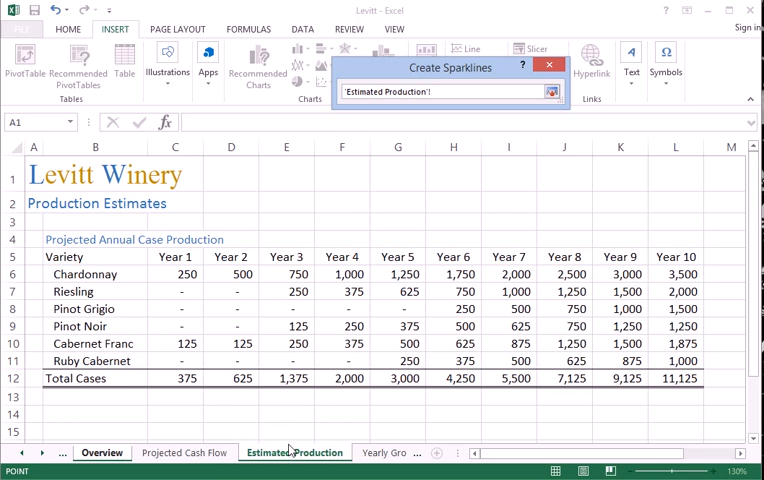 Levitt - Excel
FILE HOME INSERT PAGE LAYOUT FORMULAS DATA REVIEW VIEW Sign in
PivotTable Recommended PivotTables Table Illustrations Apps Recommended Charts Line Slicer Hyperlink Text Symbols
Tables Charts Links
Create Sparklines ?
'Estimated Production'!
A1 fx
A B C D E F G H I J K L M
1 Levitt Winery
2 Production Estimates
3
4 Projected Annual Case Production
5 Variety Year 1 Year 2 Year 3 Year 4 Year 5 Year 6 Year 7 Year 8 Year 9 Year 10
6 Chardonnay 250 500 750 1,000 1,250 1,750 2,000 2,500 3,000 3,500
7 Riesling - - 250 375 625 750 1,000 1,250 1,500 2,000
8 Pinot Grigio - - - - - 250 500 750 1,000 1,500
9 Pinot Noir - - 125 250 375 500 625 750 1,250 1,250
10 Cabernet Franc 125 125 250 375 500 625 875 1,250 1,500 1,875
11 Ruby Cabernet - - - - 250 375 500 625 875 1,000
12 Total Cases 375 625 1,375 2,000 3,000 4,250 5,500 7,125 9,125 11,125
13
14
15
... Overview Projected Cash Flow Estimated Production Yearly Gro ...
POINT 130%